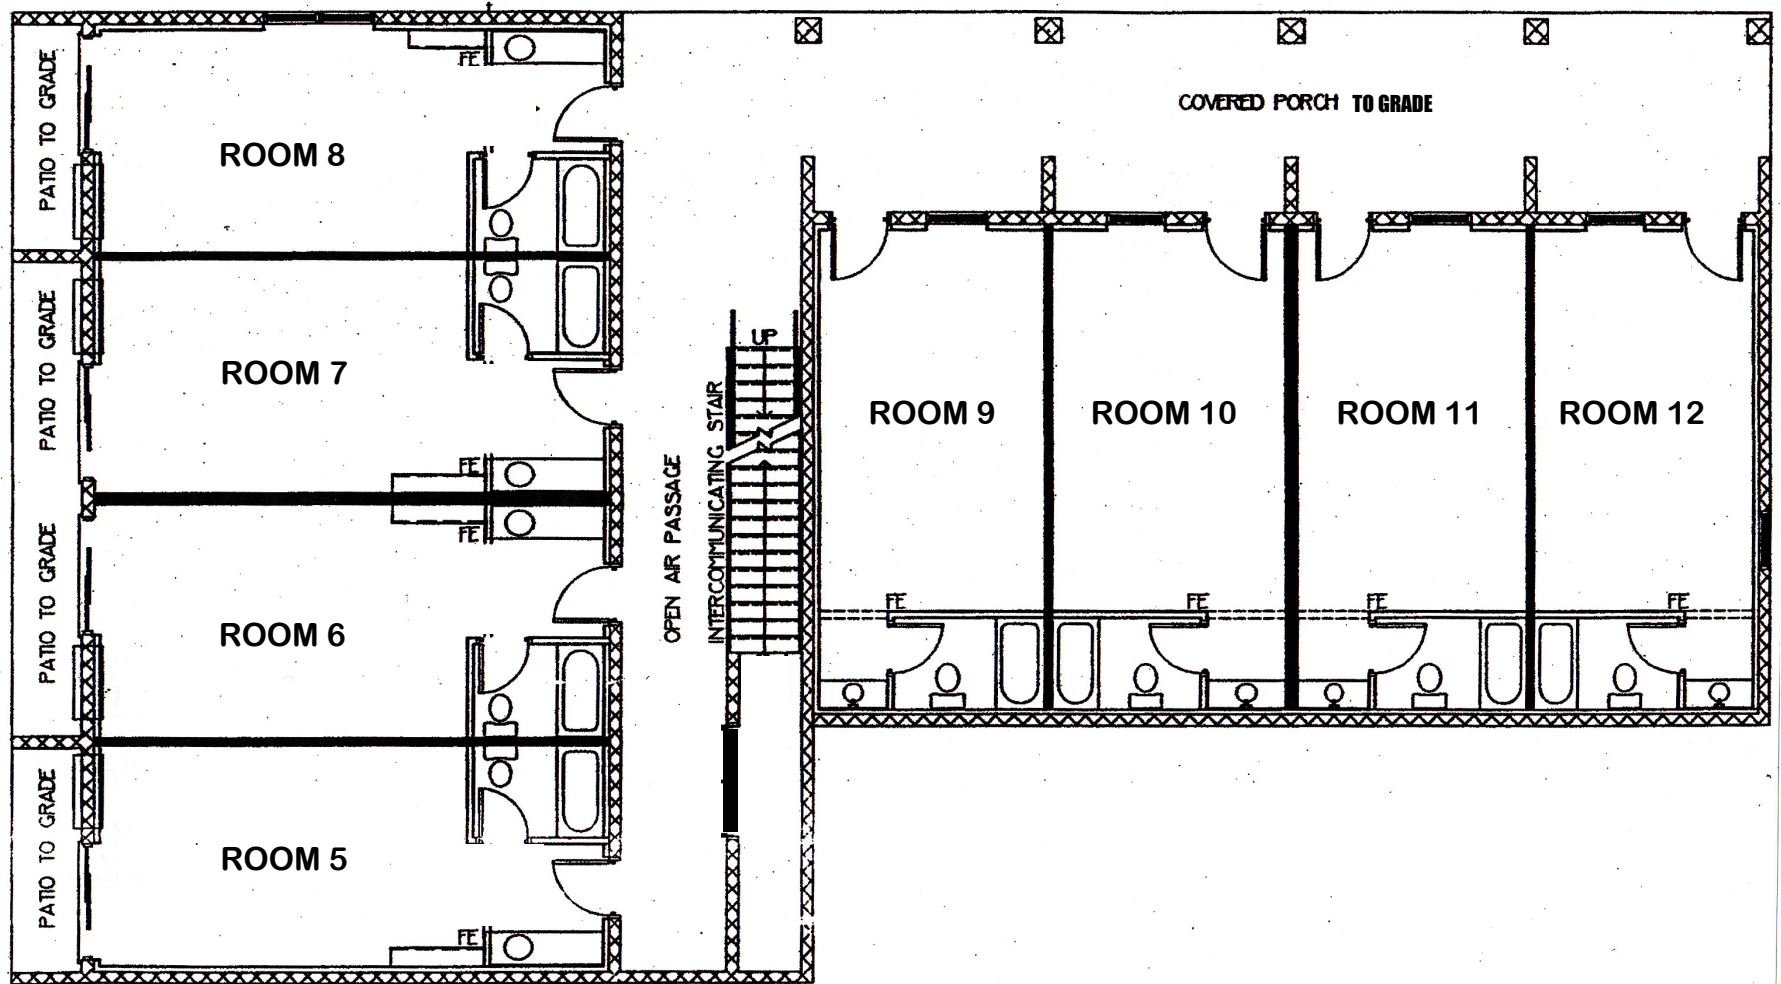 PATIO TO GRADE
ROOM 8
FE
COVERED PORCH TO GRADE
PATIO TO GRADE
ROOM 7
FE
UP
OPEN AIR PASSAGE
INTERCOMMUNICATING STAIR
ROOM 9
ROOM 10
ROOM 11
ROOM 12
PATIO TO GRADE
FE
ROOM 6
FE
FE
FE
FE
PATIO TO GRADE
ROOM 5
FE